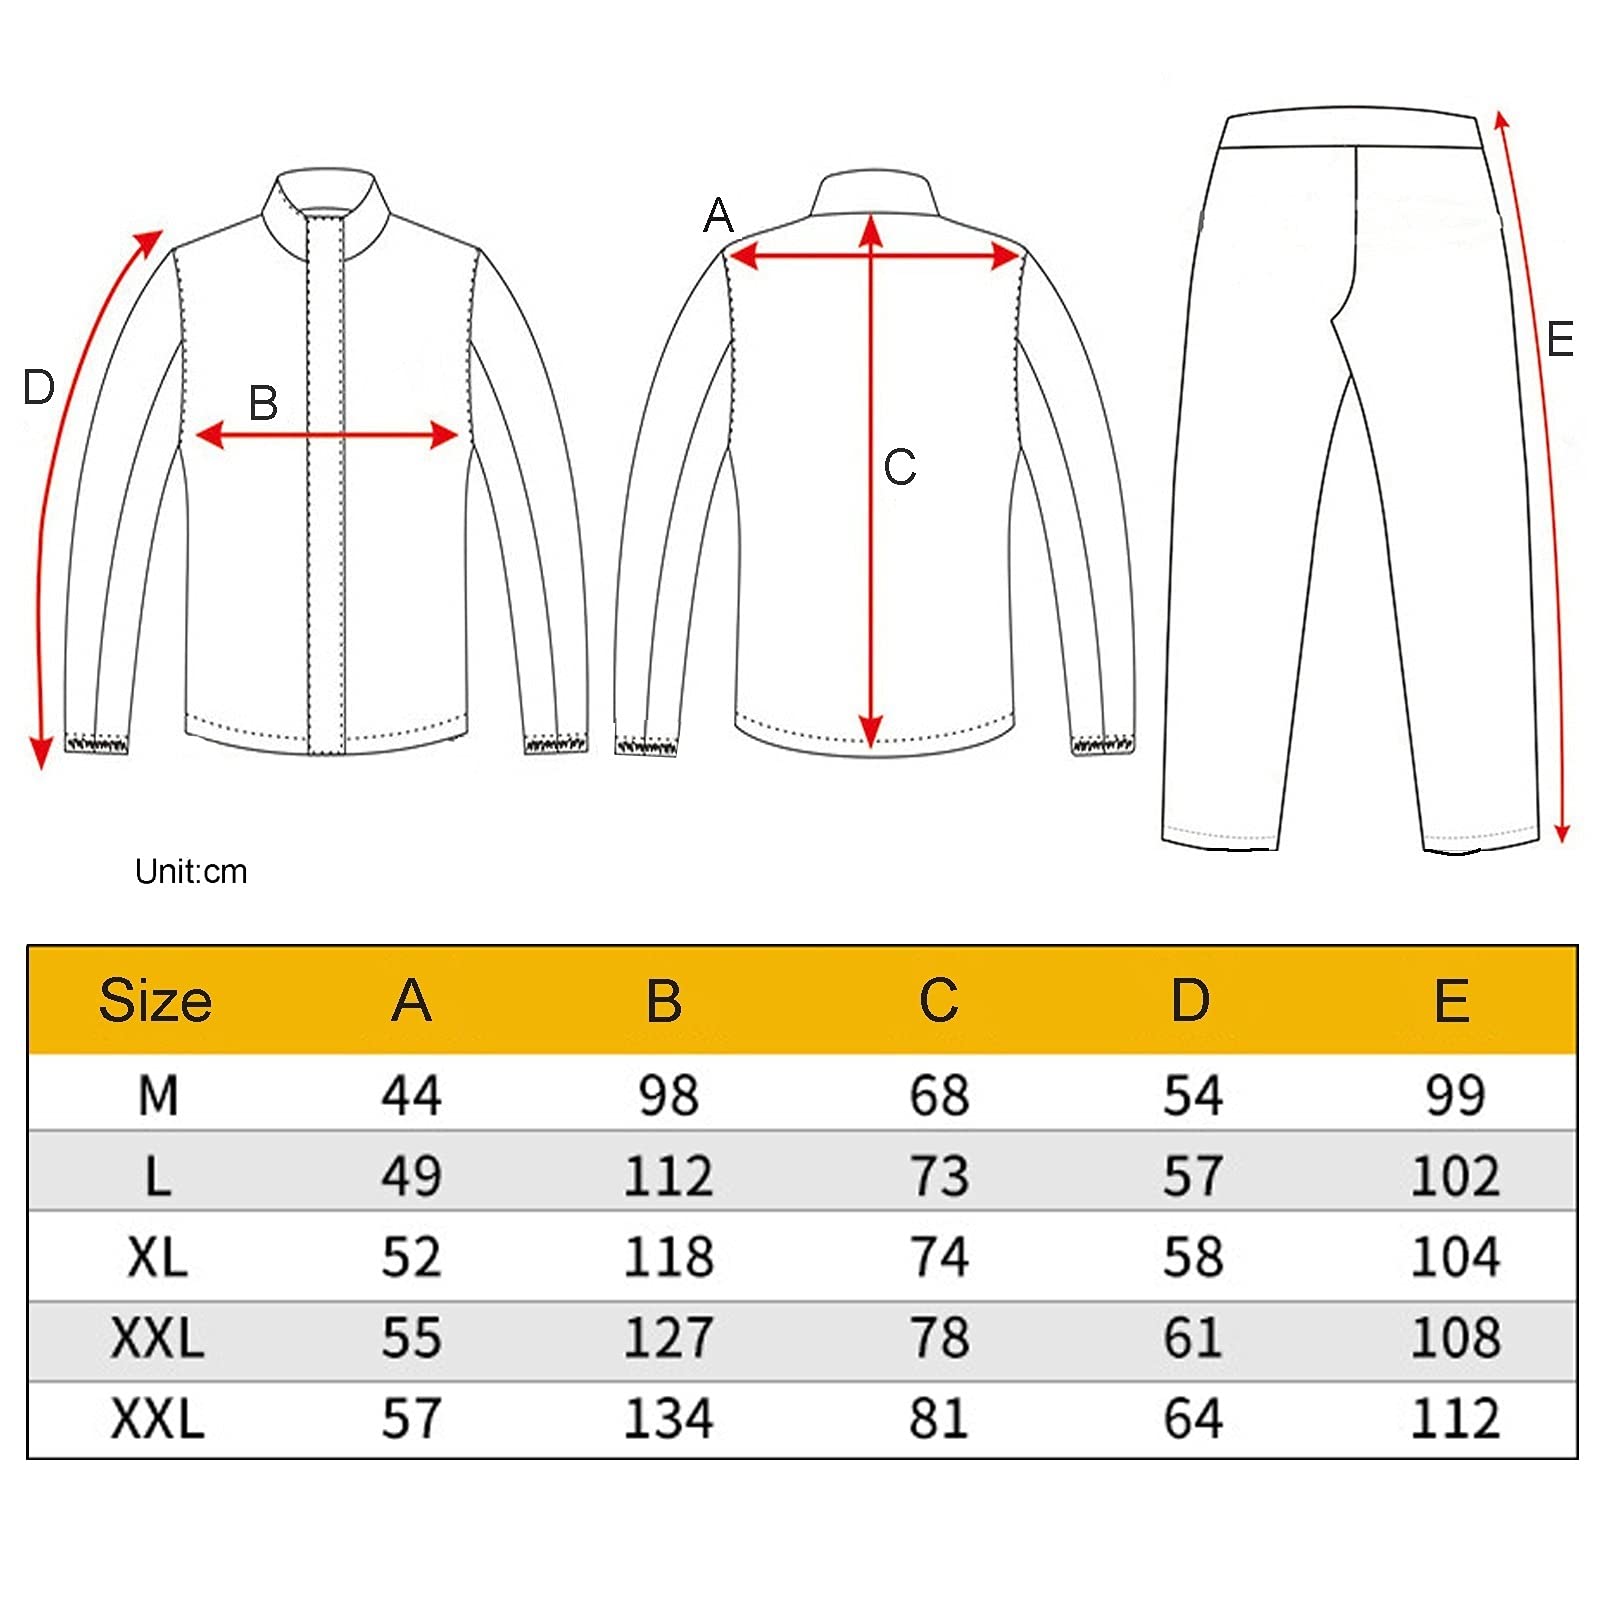 A
D
B
E
C
Unit:cm
Size A B C D E
M 44 98 68 54 99
L 49 112 73 57 102
XL 52 118 74 58 104
XXL 55 127 78 61 108
XXL 57 134 81 64 112